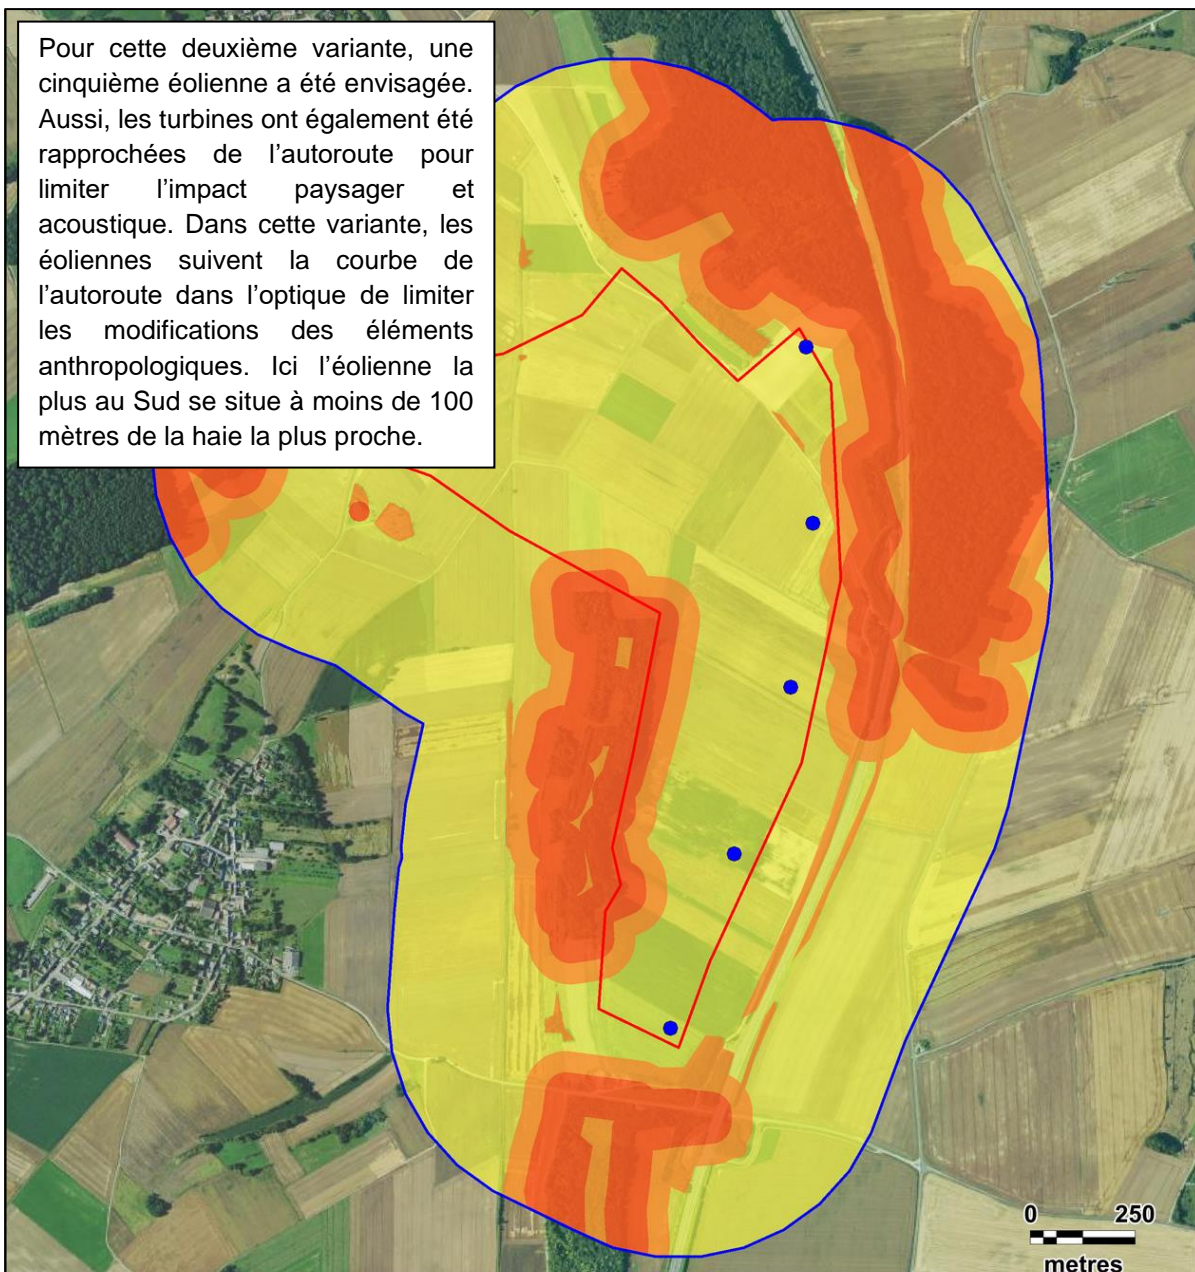 Pour cette deuxième variante, une
cinquième éolienne a été envisagée.
Aussi, les turbines ont également été
rapprochées de l’autoroute pour
limiter l’impact paysager et
acoustique. Dans cette variante, les
éoliennes suivent la courbe de
l’autoroute dans l’optique de limiter
les modifications des éléments
anthropologiques. Ici l’éolienne la
plus au Sud se situe à moins de 100
mètres de la haie la plus proche.
0 250
metres